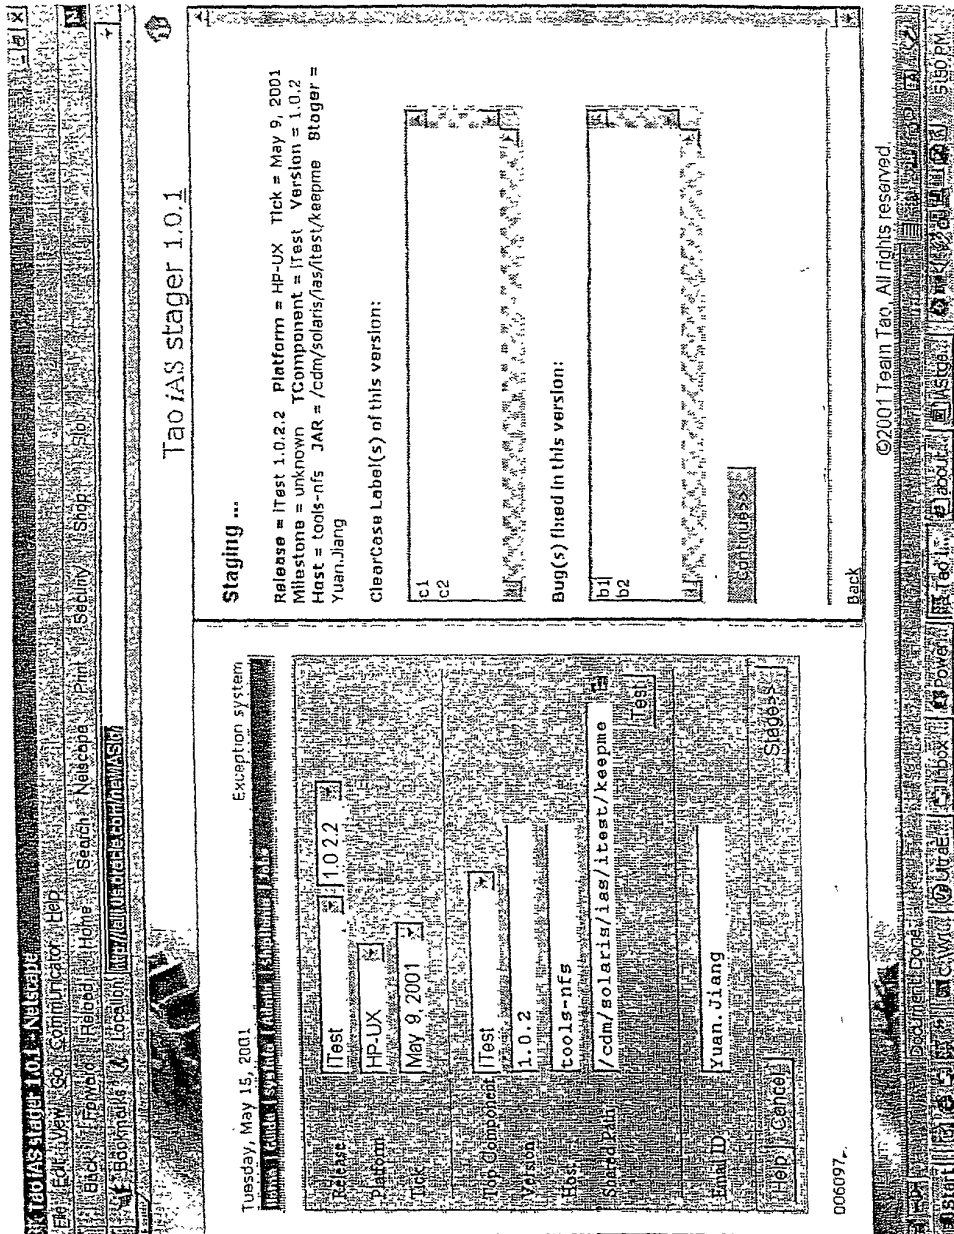 Tao iAS stager 1.0.1 - Netscape
File Edit View Go Communicator Help
Back Forward Reload Home Search Netscape Print Security Shop Stop
Bookmarks Location
Tao iAS stager 1.0.1
Tuesday, May 15, 2001 Exception system
Release iTest 1.0.2.2
Platform HP-UX
Tick May 9, 2001
Top Component iTest
Version 1.0.2
Host tools-nfs
Shared Path /cdm/solaris/ias/itest/keepme
Test
Email ID Yuan.Jiang
Help Cancel Stage>>
006097
Staging ...
Release = iTest 1.0.2.2 Platform = HP-UX Tick = May 9, 2001
Milestone = unknown TComponent = iTest Version = 1.0.2
Host = tools-nfs JAR = /cdm/solaris/ias/itest/keepme Stager =
Yuan.Jiang
ClearCase Label(s) of this version:
c1
c2
Bug(s) fixed in this version:
b1
b2
Continue>>
Back
©2001 Team Tao. All rights reserved.
Document: Done
Start 5:50 PM